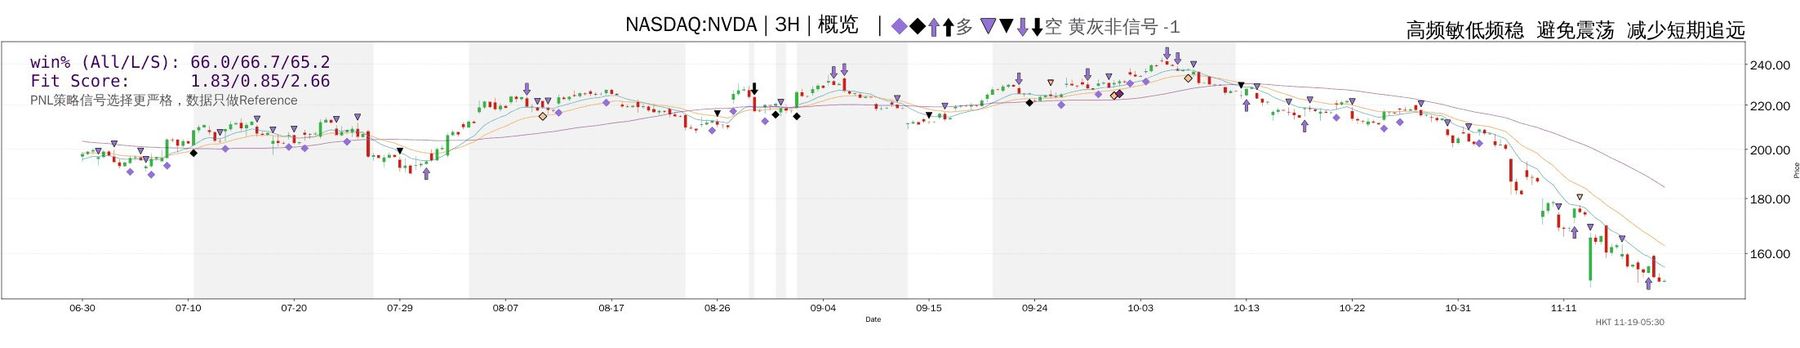 NASDAQ:NVDA | 3H | 概览 | ◆◆⇧⬆多 ▽▼⇩⬇空 黄灰非信号 -1
高频敏低频稳 避免震荡 减少短期追远
win% (All/L/S): 66.0/66.7/65.2
Fit Score: 1.83/0.85/2.66
PNL策略信号选择更严格，数据只做Reference
240.00
220.00
200.00
180.00
160.00
Price
06-30 07-10 07-20 07-29 08-07 08-17 08-26 09-04 09-15 09-24 10-03 10-13 10-22 10-31 11-11
Date
HKT 11-19-05:30